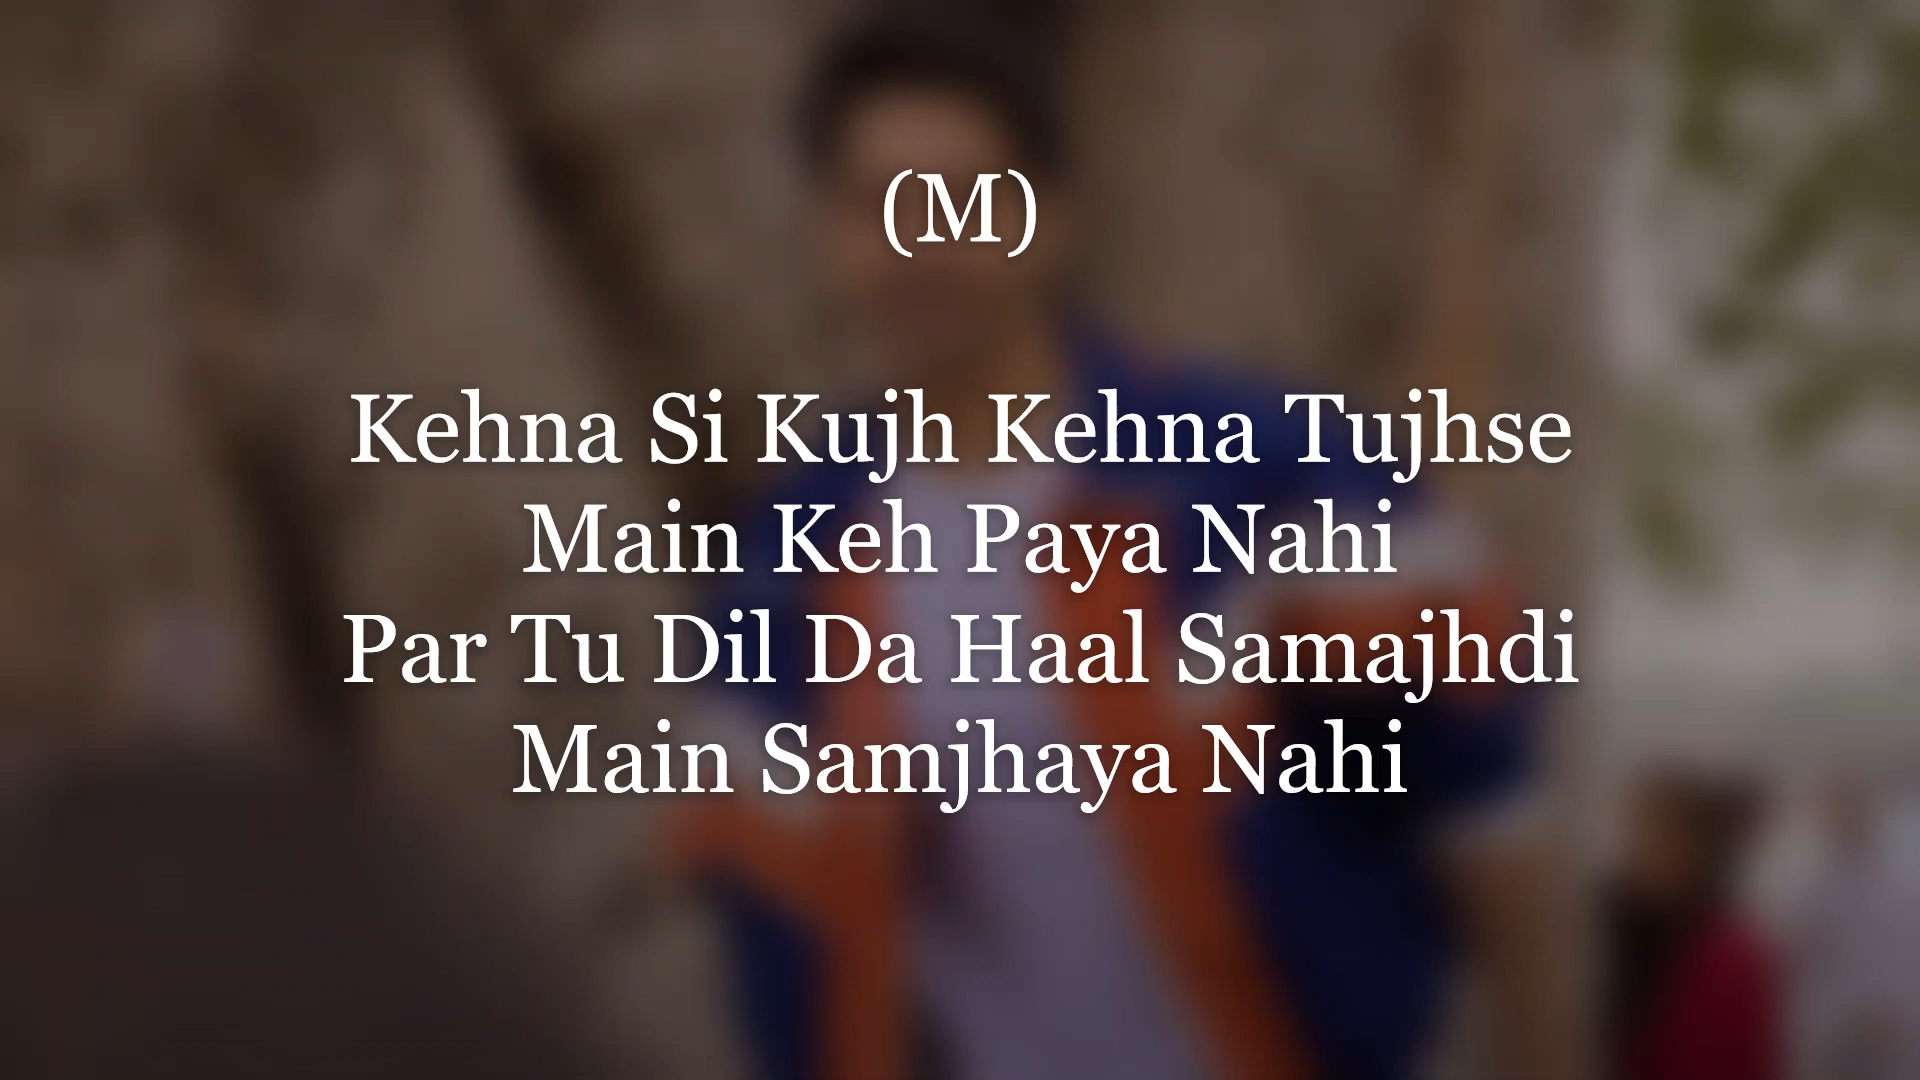 (M)
Kehna Si Kujh Kehna Tujhse
Main Keh Paya Nahi
Par Tu Dil Da Haal Samajhdi
Main Samjhaya Nahi